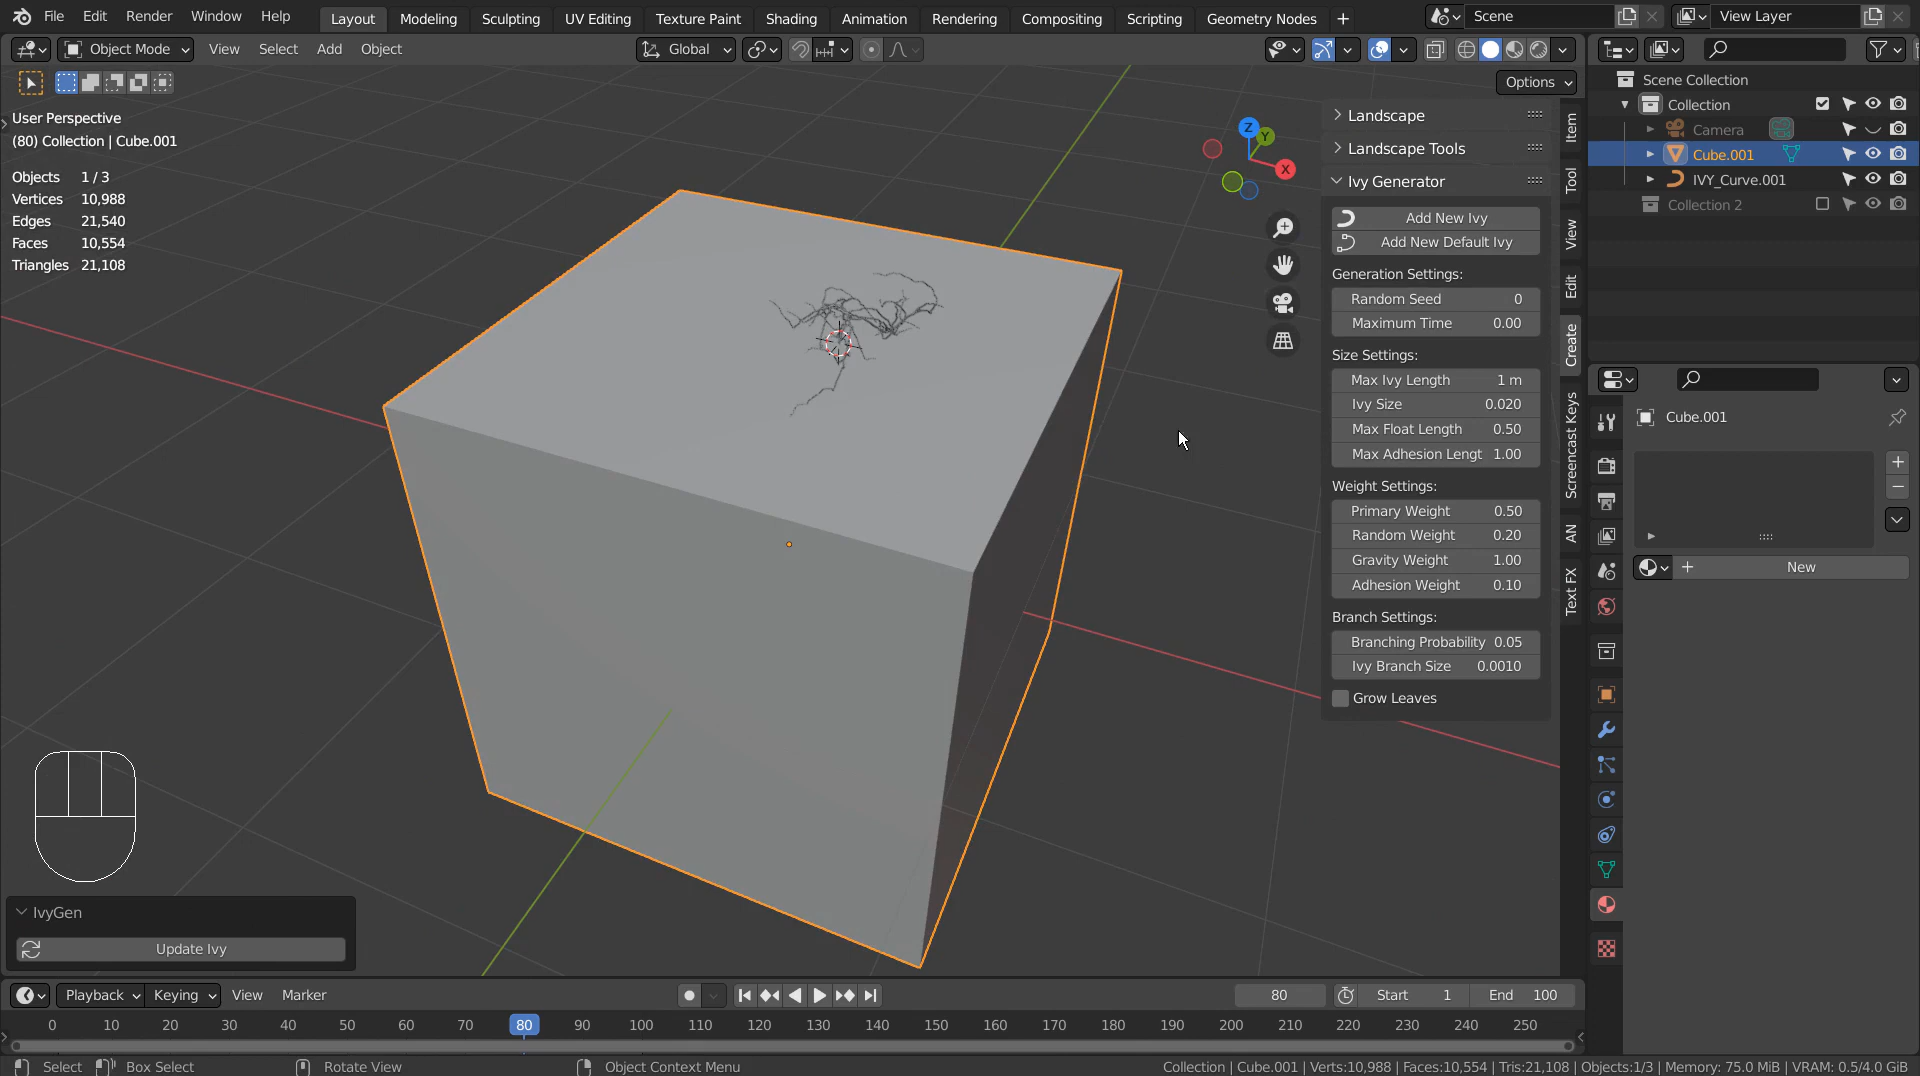 File Edit Render Window Help Layout Modeling Sculpting UV Editing Texture Paint Shading Animation Rendering Compositing Scripting Geometry Nodes + Scene View Layer
Object Mode View Select Add Object Global
Options
User Perspective
(80) Collection | Cube.001
Objects 1 / 3
Vertices 10,988
Edges 21,540
Faces 10,554
Triangles 21,108
Z
Y
X
Landscape
Landscape Tools
Ivy Generator
Add New Ivy
Add New Default Ivy
Generation Settings:
Random Seed 0
Maximum Time 0.00
Size Settings:
Max Ivy Length 1 m
Ivy Size 0.020
Max Float Length 0.50
Max Adhesion Lengt 1.00
Weight Settings:
Primary Weight 0.50
Random Weight 0.20
Gravity Weight 1.00
Adhesion Weight 0.10
Branch Settings:
Branching Probability 0.05
Ivy Branch Size 0.0010
Grow Leaves
Item
Tool
View
Edit
Create
Screencast Keys
AN
Text FX
Scene Collection
Collection
Camera
Cube.001
IVY_Curve.001
Collection 2
Cube.001
+
−
+ New
IvyGen
Update Ivy
Playback Keying View Marker 80 Start 1 End 100
0 10 20 30 40 50 60 70 80 90 100 110 120 130 140 150 160 170 180 190 200 210 220 230 240 250
Select Box Select Rotate View Object Context Menu Collection | Cube.001 | Verts:10,988 | Faces:10,554 | Tris:21,108 | Objects:1/3 | Memory: 75.0 MiB | VRAM: 0.5/4.0 GiB